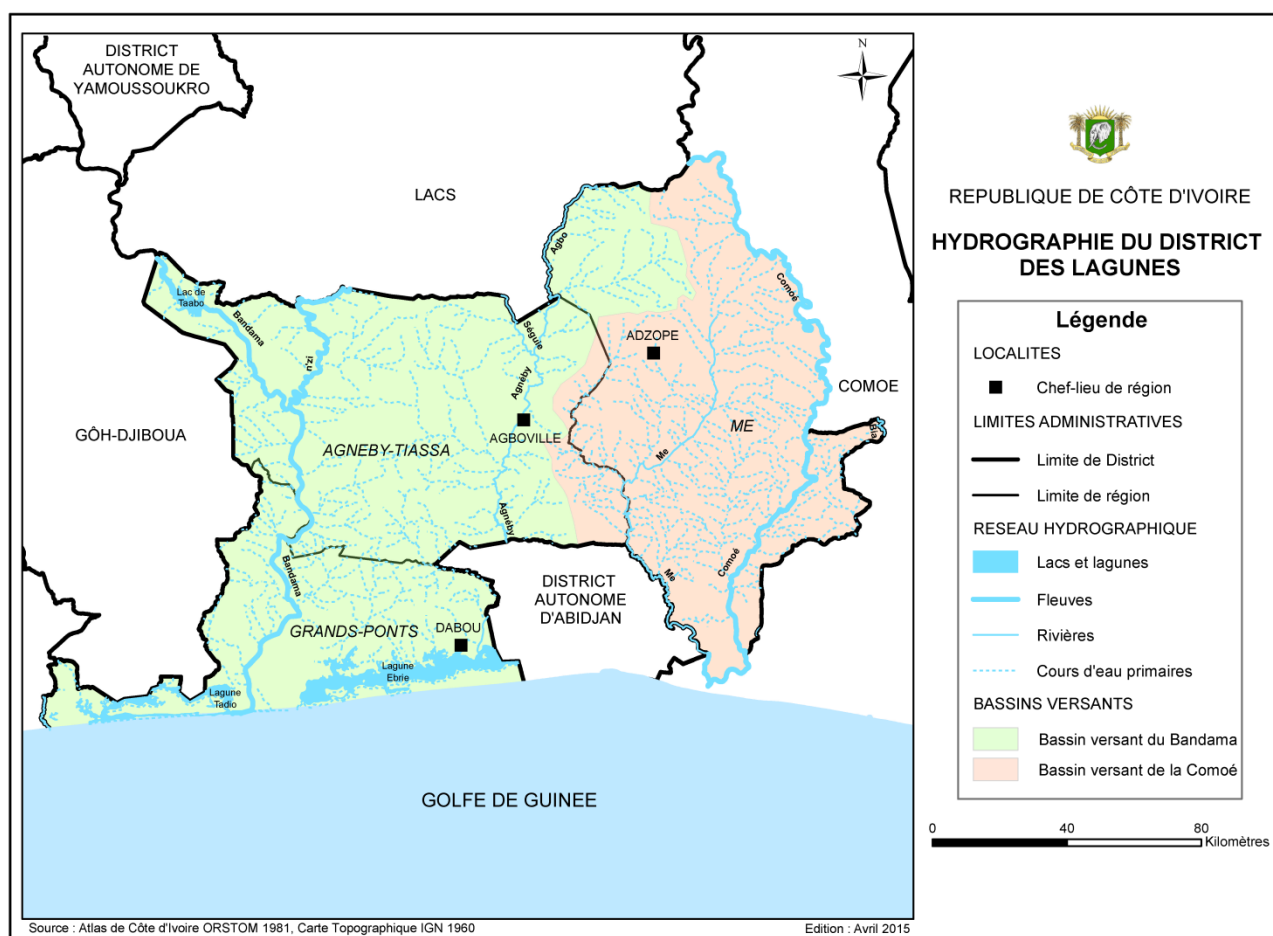 DISTRICT
AUTONOME DE
YAMOUSSOUKRO
N
LACS
Agbo
Comoé
Lac de
Taabo
Bandama
n'zi
Séguie
Agnéby
ADZOPE
COMOE
GÔH-DJIBOUA
AGNEBY-TIASSA
AGBOVILLE
ME
Bia
Me
Agnéby
Bandama
Me
Comoé
DISTRICT
AUTONOME
D'ABIDJAN
GRANDS-PONTS
DABOU
Lagune
Ebrie
Lagune
Tadio
GOLFE DE GUINEE
REPUBLIQUE DE CÔTE D'IVOIRE
HYDROGRAPHIE DU DISTRICT
DES LAGUNES
Légende
LOCALITES
Chef-lieu de région
LIMITES ADMINISTRATIVES
Limite de District
Limite de région
RESEAU HYDROGRAPHIQUE
Lacs et lagunes
Fleuves
Rivières
Cours d'eau primaires
BASSINS VERSANTS
Bassin versant du Bandama
Bassin versant de la Comoé
0 40 80
Kilomètres
Source : Atlas de Côte d'Ivoire ORSTOM 1981, Carte Topographique IGN 1960
Edition : Avril 2015